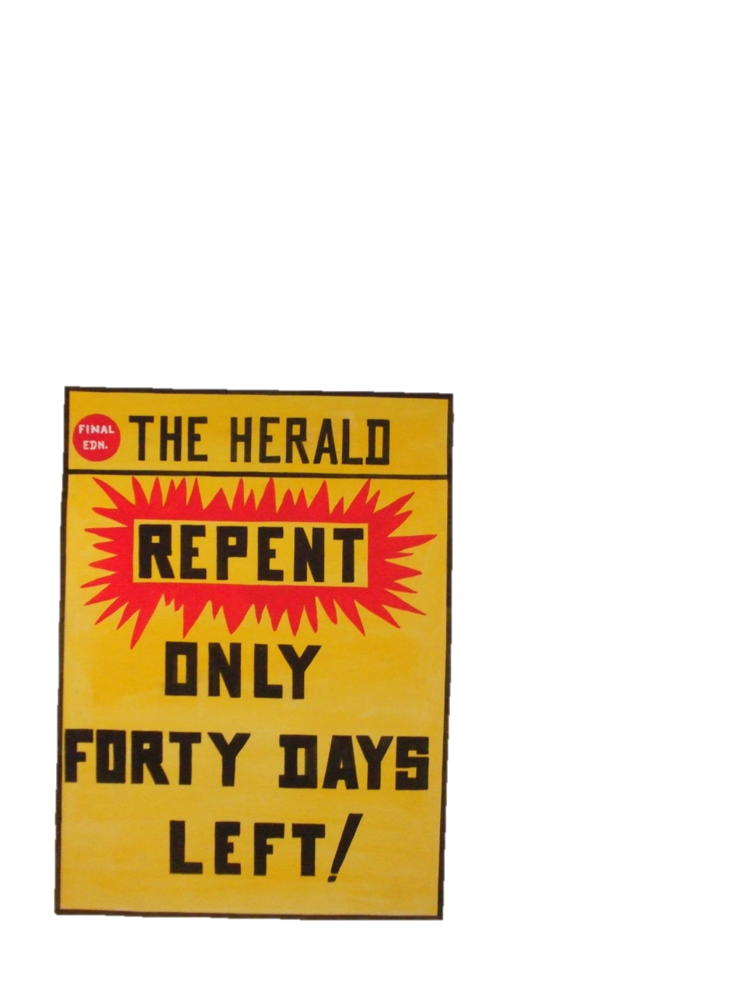 FINAL
EDN.
THE HERALD
REPENT
ONLY
FORTY DAYS
LEFT!